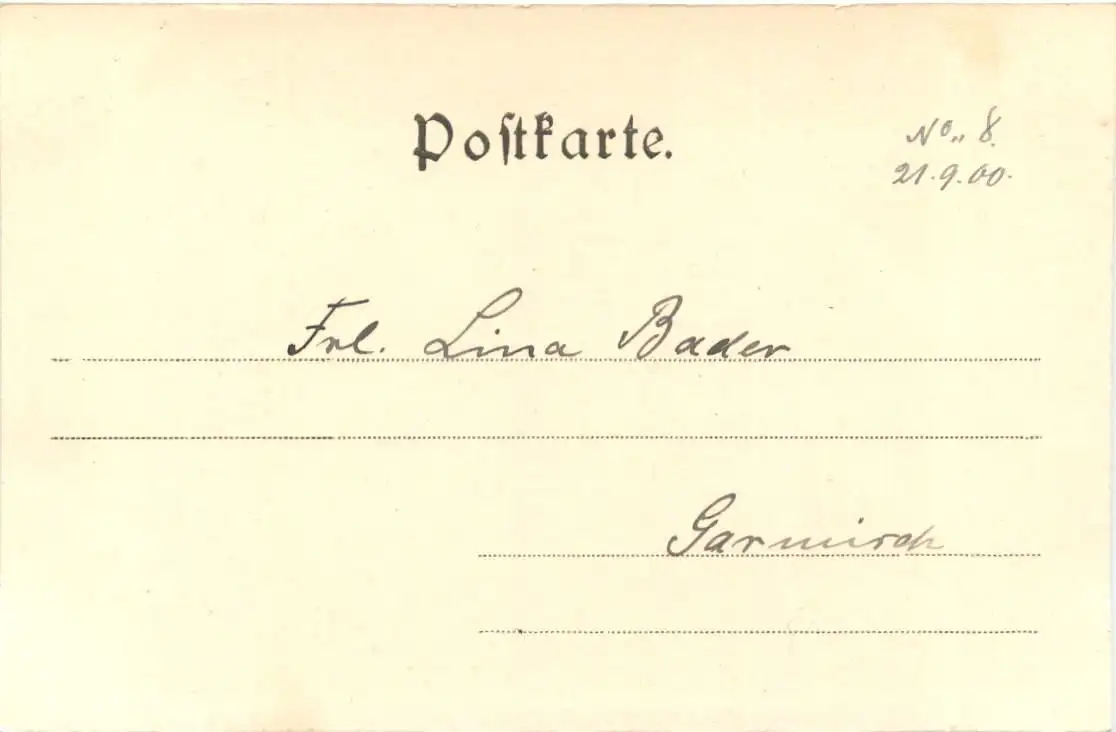 Poſtkarte.
No. 8.
21.9.00.
Frl. Lina Bader
Garmisch